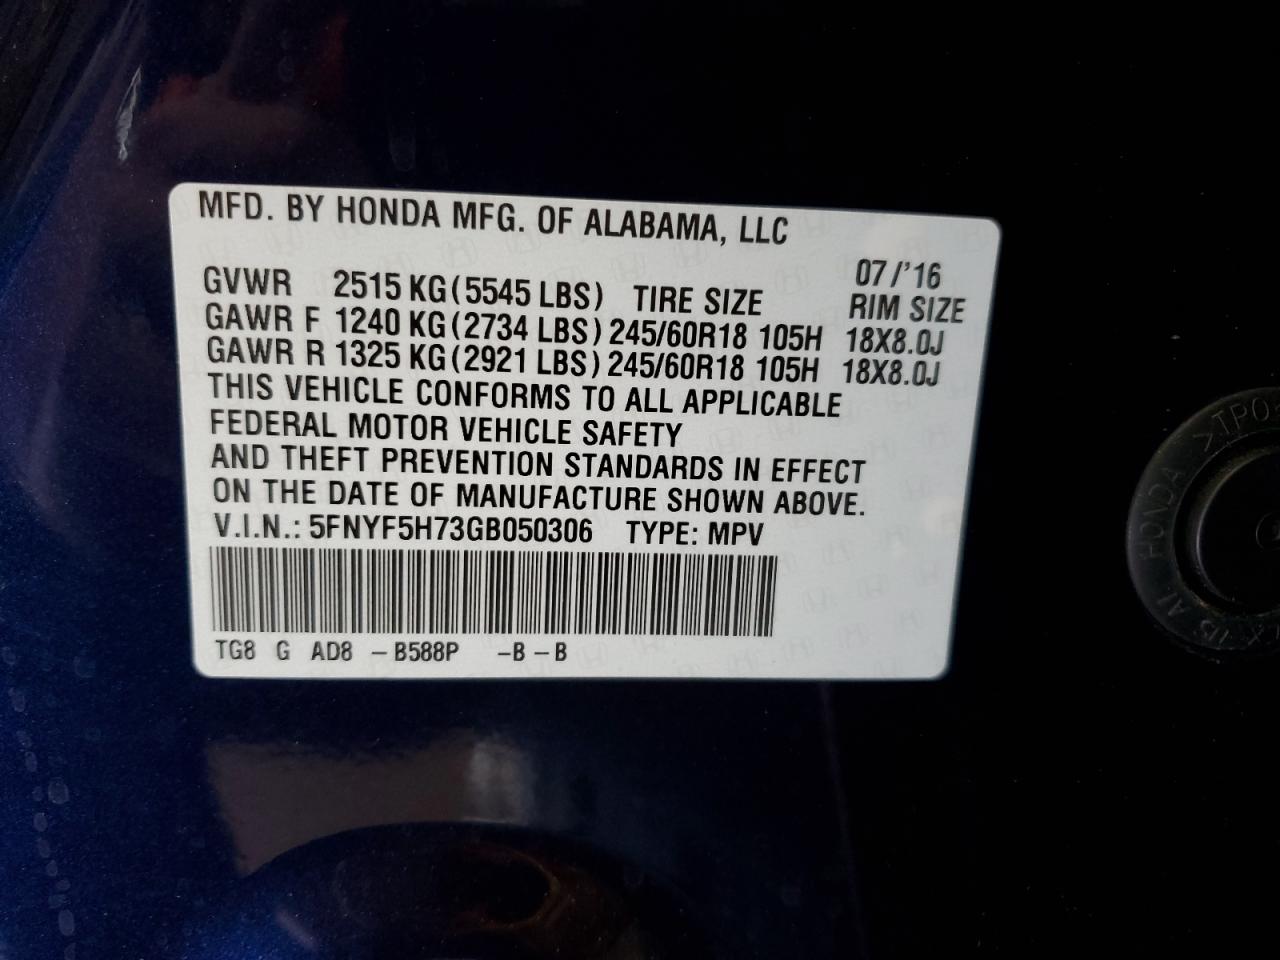 MFD. BY HONDA MFG. OF ALABAMA, LLC
07/'16
GVWR 2515 KG(5545 LBS) TIRE SIZE RIM SIZE
GAWR F 1240 KG(2734 LBS) 245/60R18 105H 18X8.0J
GAWR R 1325 KG(2921 LBS) 245/60R18 105H 18X8.0J
THIS VEHICLE CONFORMS TO ALL APPLICABLE
FEDERAL MOTOR VEHICLE SAFETY
AND THEFT PREVENTION STANDARDS IN EFFECT
ON THE DATE OF MANUFACTURE SHOWN ABOVE.
V.I.N.: 5FNYF5H73GB050306 TYPE: MPV
TG8 G AD8 -B588P -B -B
AL HONDA